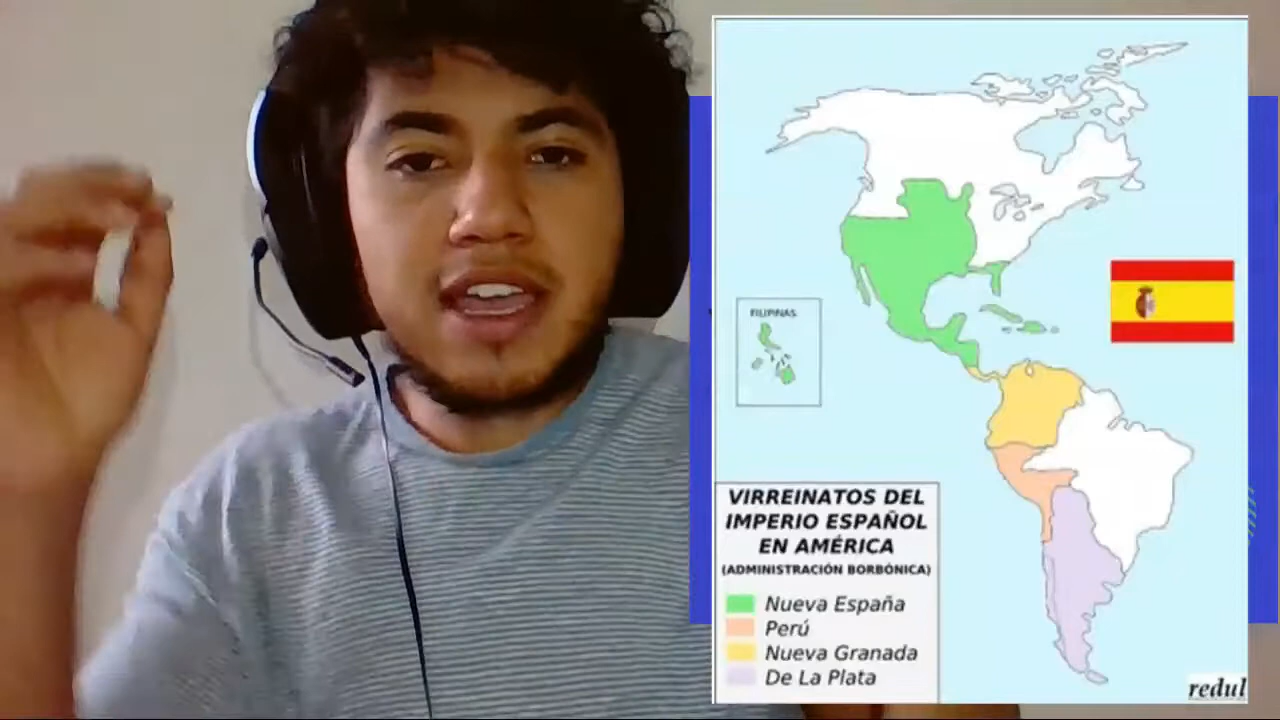 FILIPINAS
VIRREINATOS DEL
IMPERIO ESPAÑOL
EN AMÉRICA
(ADMINISTRACIÓN BORBÓNICA)
Nueva España
Perú
Nueva Granada
De La Plata
redul